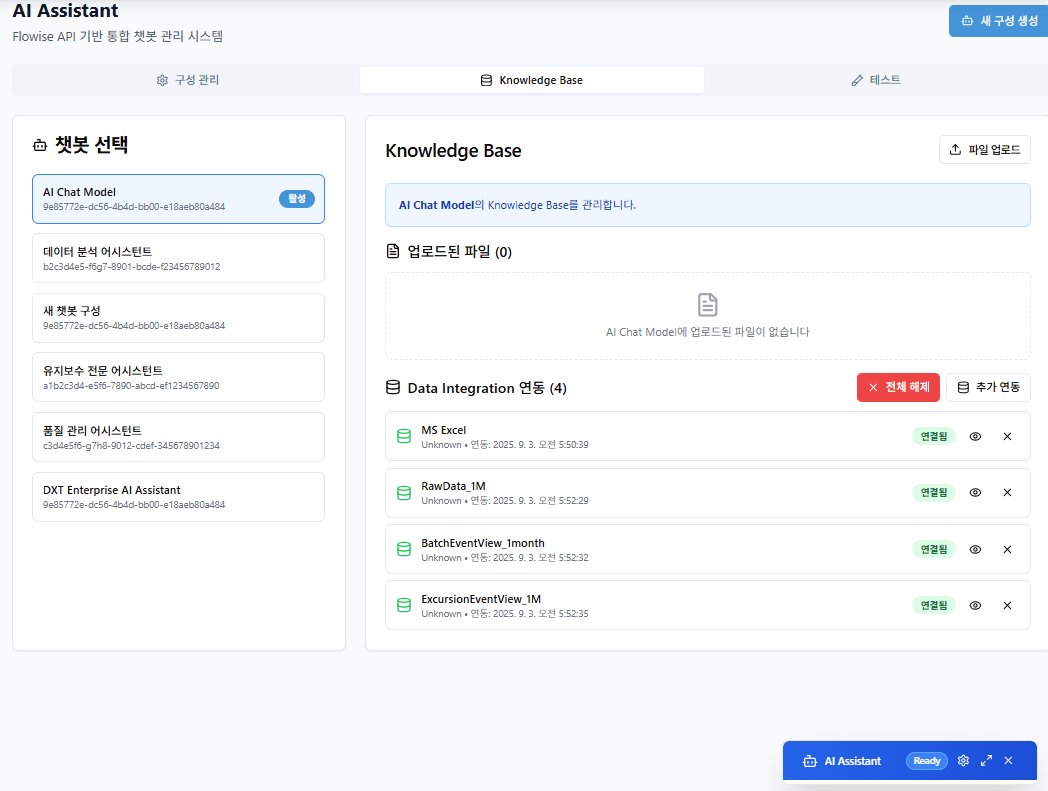 AI Assistant
Flowise API 기반 통합 챗봇 관리 시스템
새 구성 생성
구성 관리
Knowledge Base
테스트
챗봇 선택
AI Chat Model
9e85772e-dc56-4b4d-bb00-e18aeb80a484
활성
데이터 분석 어시스턴트
b2c3d4e5-f6g7-8901-bcde-f23456789012
새 챗봇 구성
9e85772e-dc56-4b4d-bb00-e18aeb80a484
유지보수 전문 어시스턴트
a1b2c3d4-e5f6-7890-abcd-ef1234567890
품질 관리 어시스턴트
c3d4e5f6-g7h8-9012-cdef-345678901234
DXT Enterprise AI Assistant
9e85772e-dc56-4b4d-bb00-e18aeb80a484
Knowledge Base
파일 업로드
AI Chat Model의 Knowledge Base를 관리합니다.
업로드된 파일 (0)
AI Chat Model에 업로드된 파일이 없습니다
Data Integration 연동 (4)
전체 해제
추가 연동
MS Excel
Unknown • 연동: 2025. 9. 3. 오전 5:50:39
연결됨
RawData_1M
Unknown • 연동: 2025. 9. 3. 오전 5:52:29
연결됨
BatchEventView_1month
Unknown • 연동: 2025. 9. 3. 오전 5:52:32
연결됨
ExcursionEventView_1M
Unknown • 연동: 2025. 9. 3. 오전 5:52:35
연결됨
AI Assistant
Ready